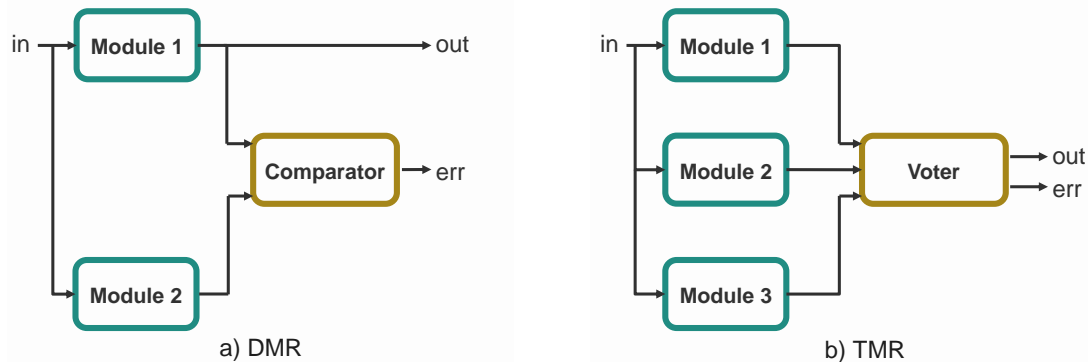 in
Module 1
out
Comparator
err
Module 2
a) DMR
in
Module 1
Module 2
Voter
out
err
Module 3
b) TMR